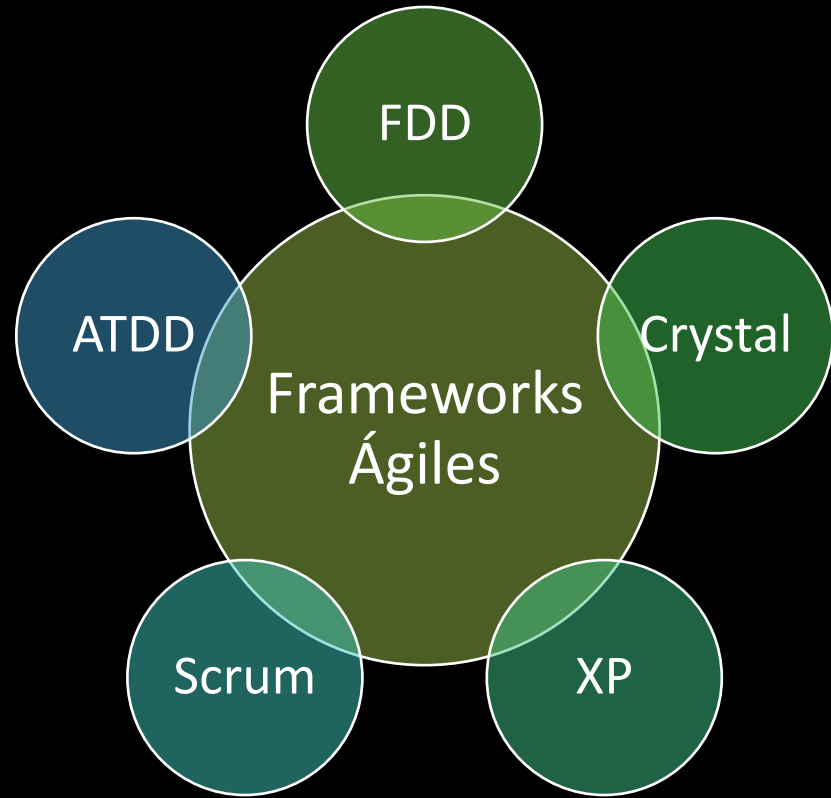 FDD
ATDD
Crystal
Frameworks
Ágiles
Scrum
XP